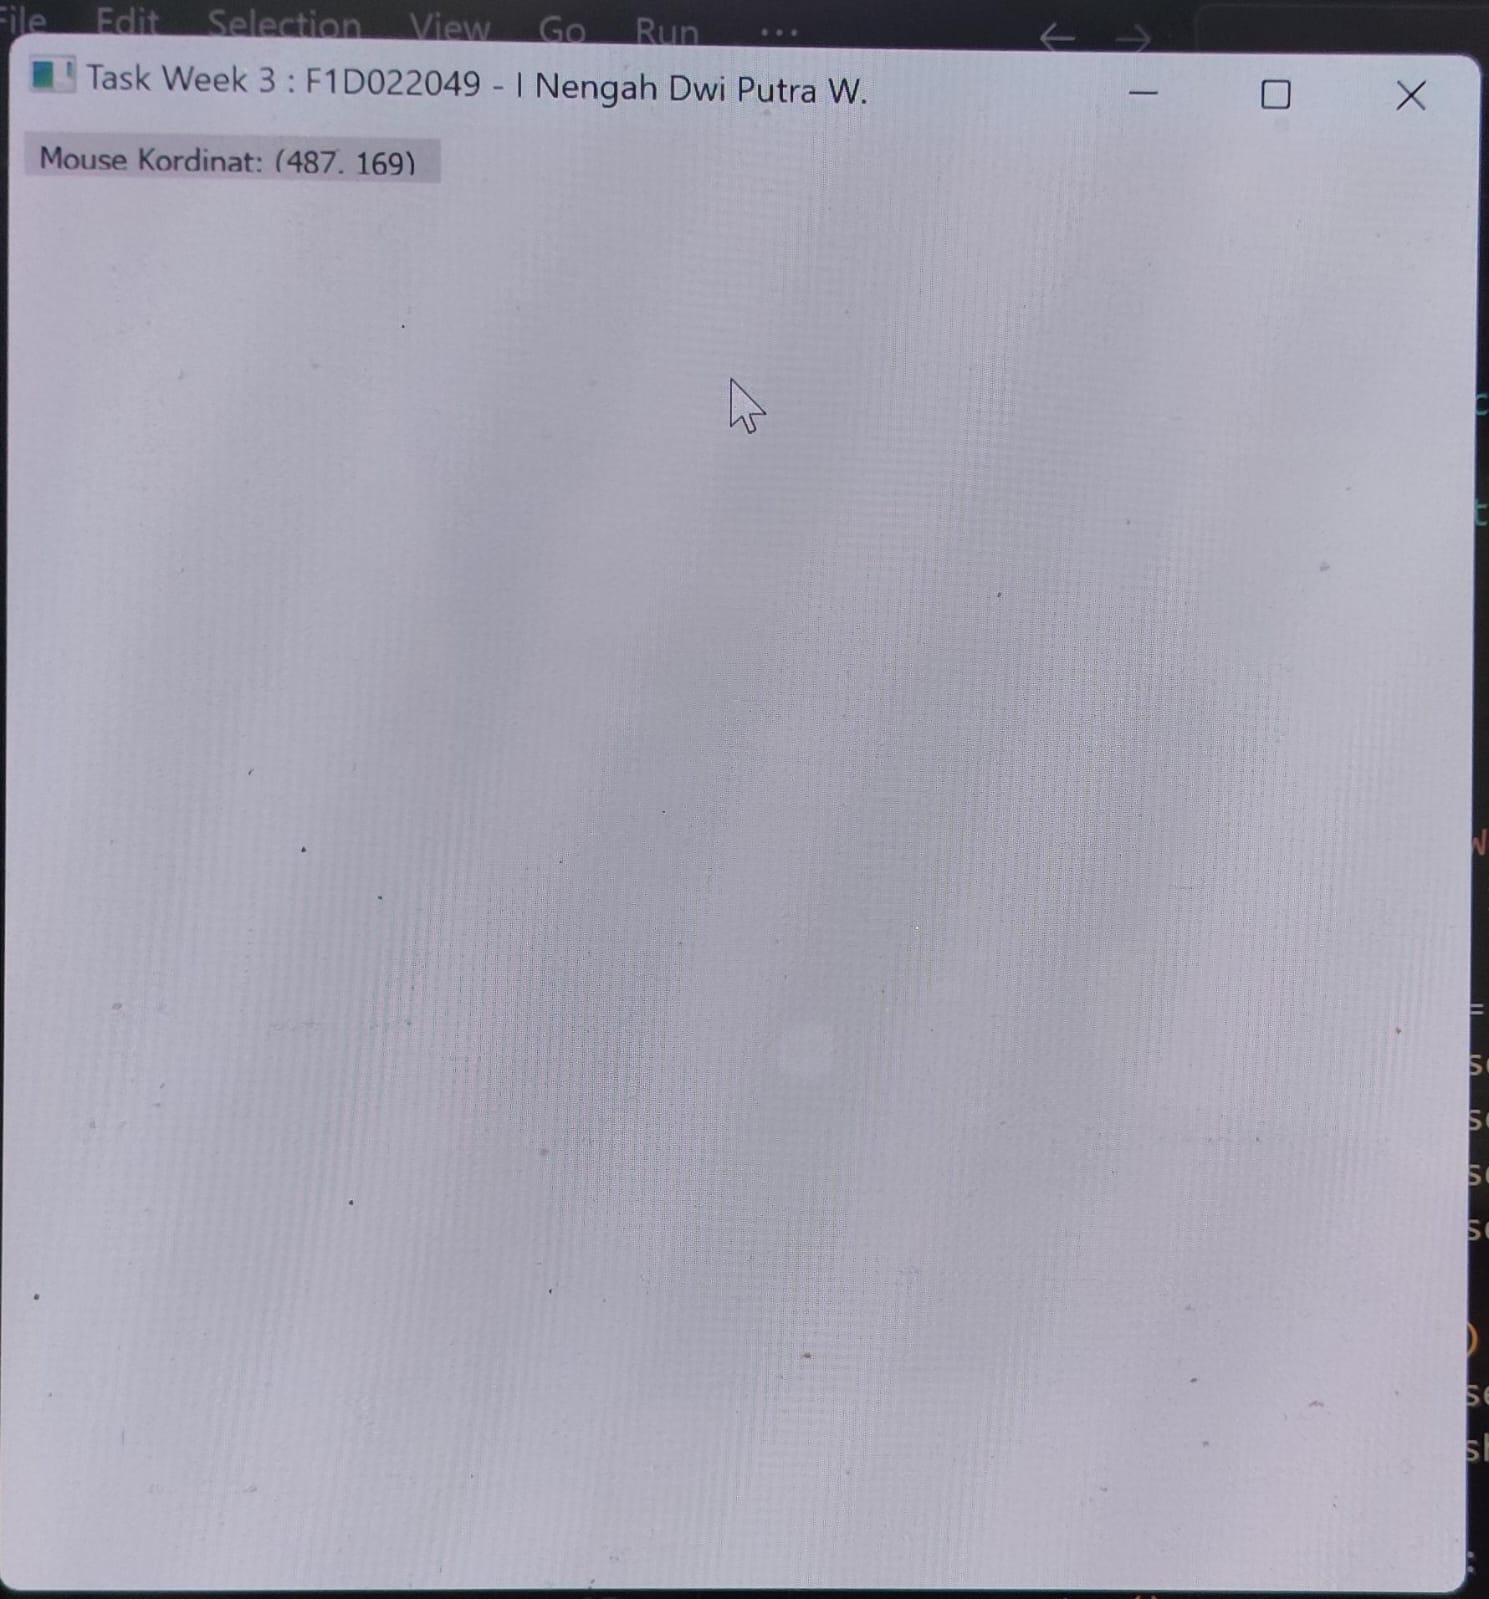 File Edit Selection View Go Run ...
Task Week 3 : F1D022049 - I Nengah Dwi Putra W.
Mouse Kordinat: (487. 169)